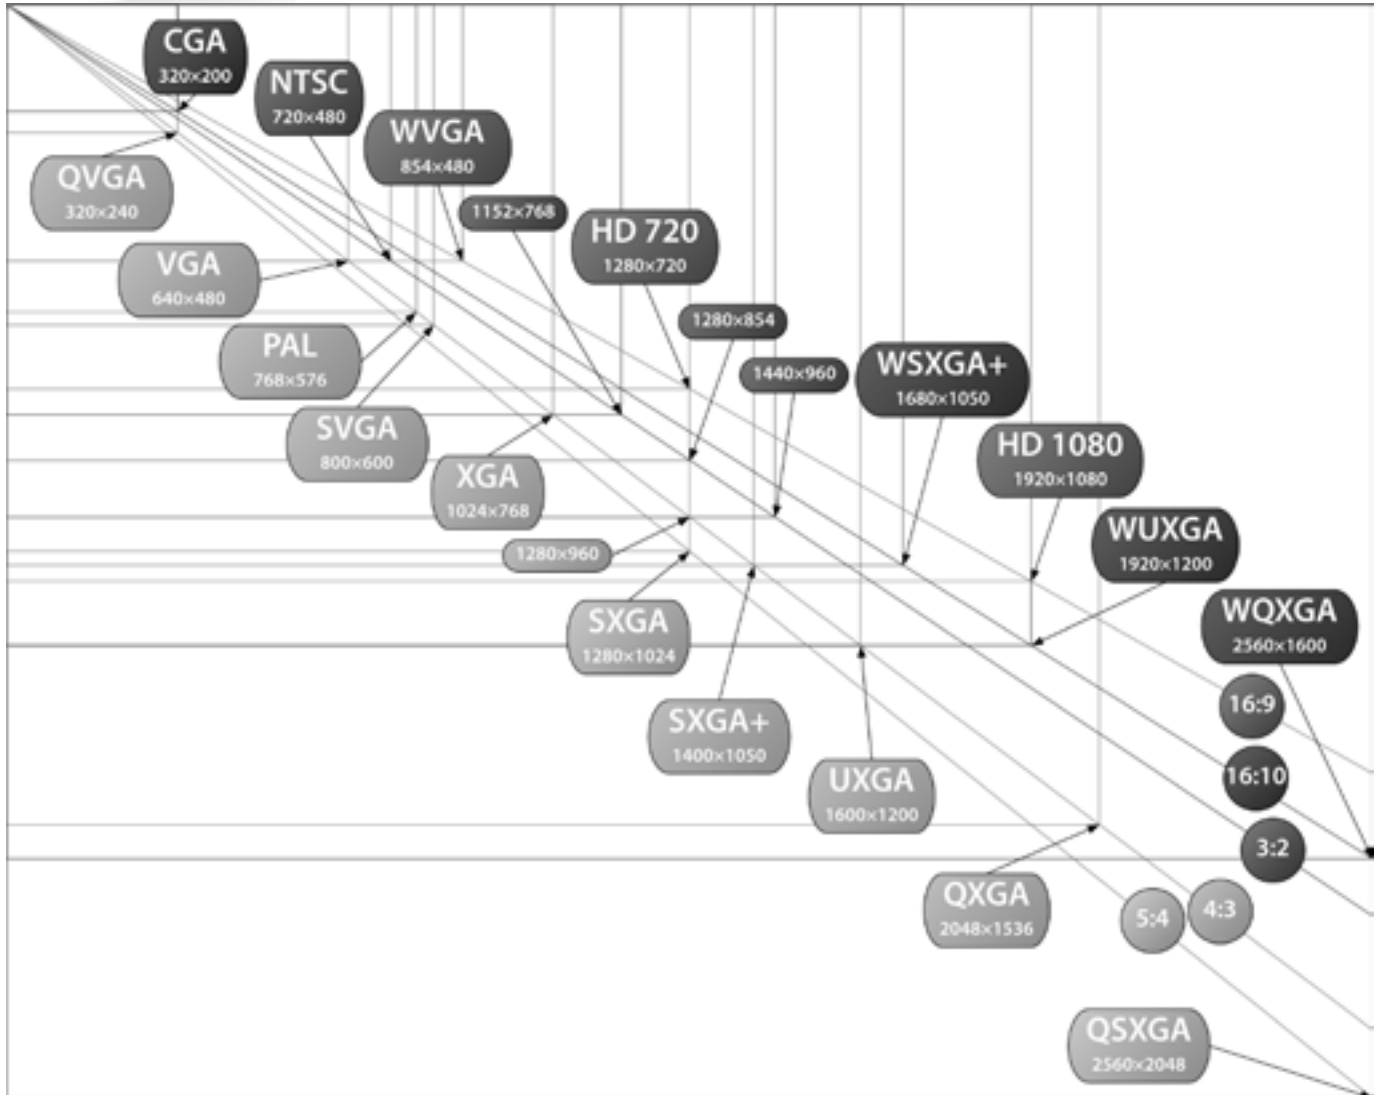 CGA
320×200
NTSC
720×480
WVGA
854×480
QVGA
320×240
1152×768
HD 720
1280×720
VGA
640×480
1280×854
PAL
768×576
1440×960
WSXGA+
1680×1050
SVGA
800×600
HD 1080
1920×1080
XGA
1024×768
WUXGA
1920×1200
1280×960
WQXGA
2560×1600
SXGA
1280×1024
16:9
SXGA+
1400×1050
16:10
UXGA
1600×1200
3:2
QXGA
2048×1536
5:4
4:3
QSXGA
2560×2048